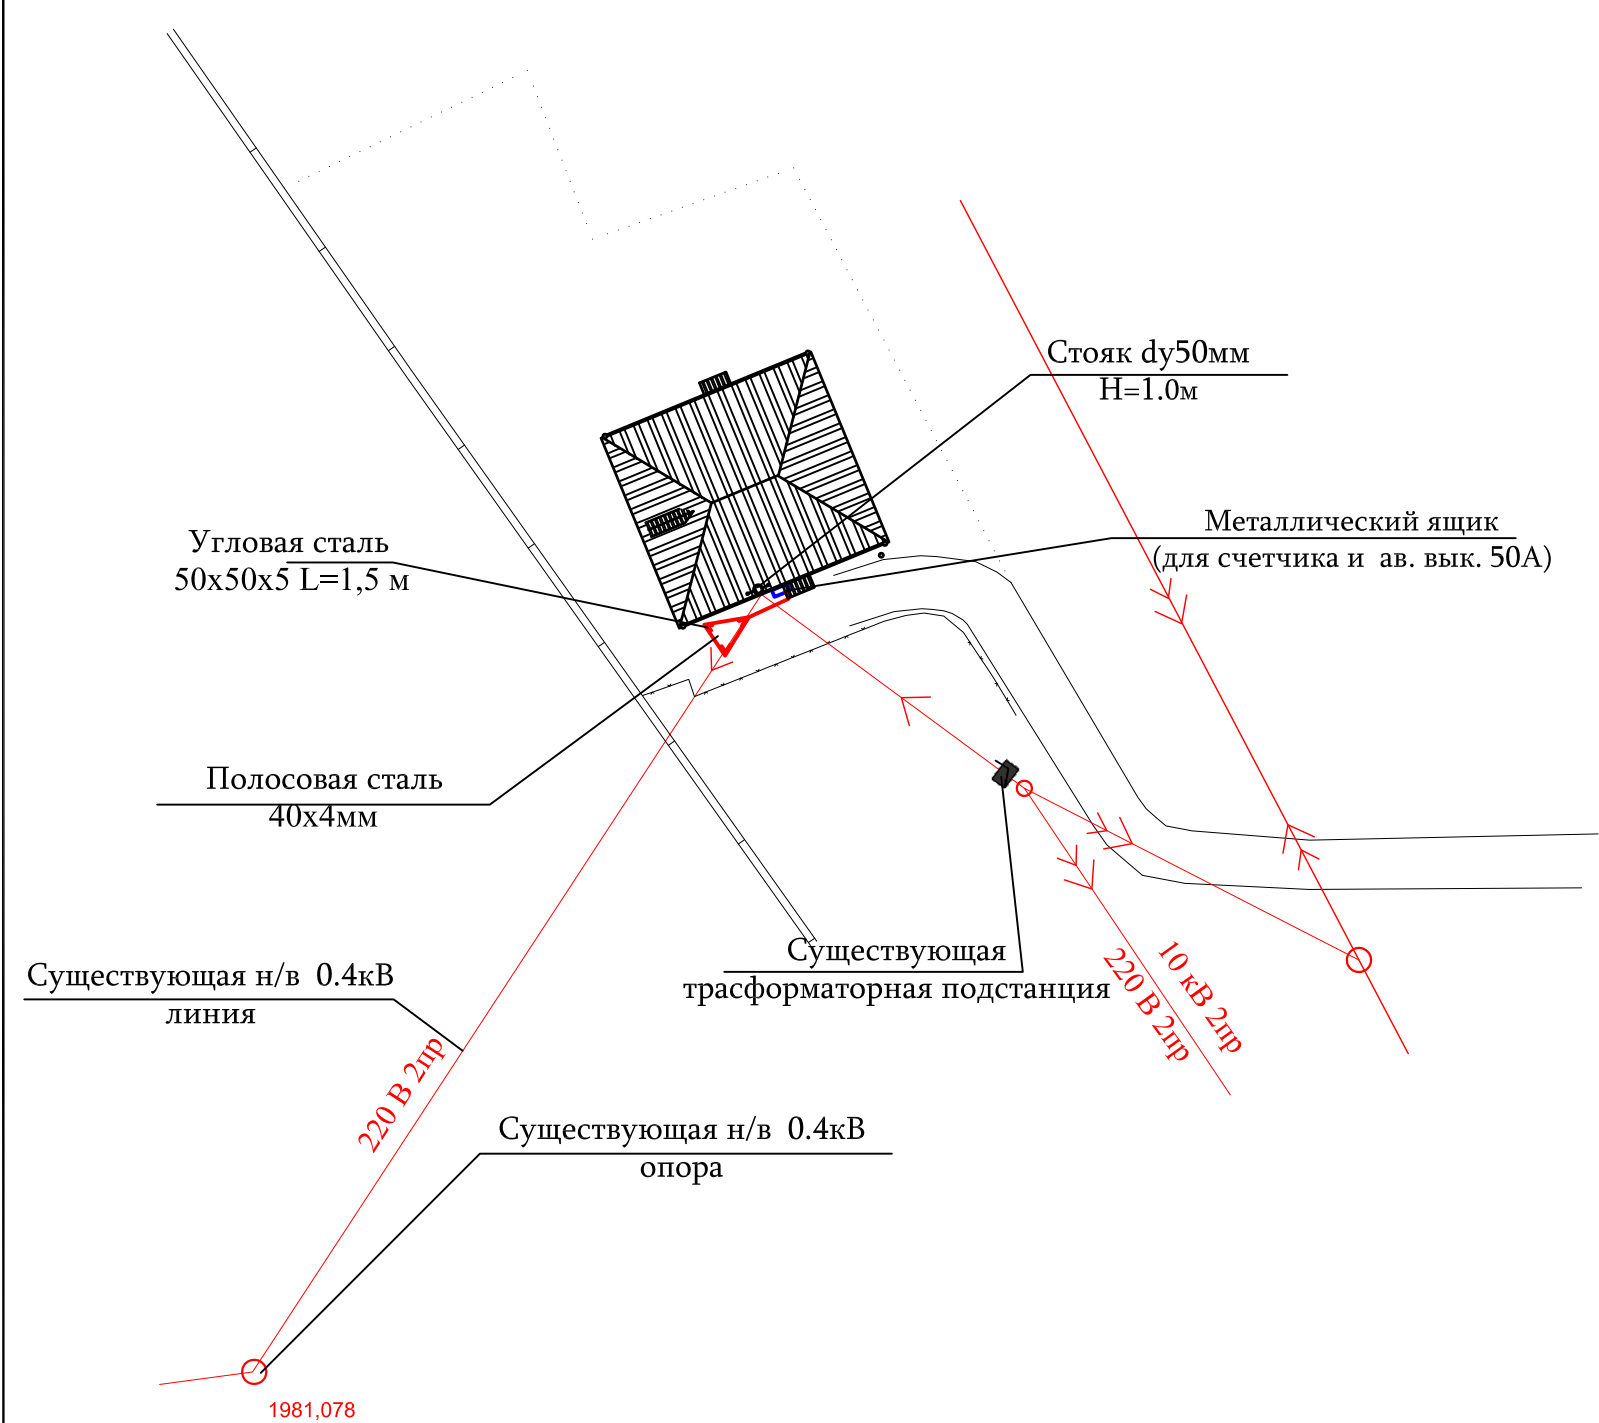 Стояк dу50мм
Н=1.0м
Металлический ящик
(для счетчика и ав. вык. 50А)
Угловая сталь
50х50х5 L=1,5 м
Полосовая сталь
40х4мм
Существующая
трасформаторная подстанция
10 кВ 2пр
220 В 2пр
Существующая н/в 0.4кВ
линия
220 В 2пр
Существующая н/в 0.4кВ
опора
1981,078